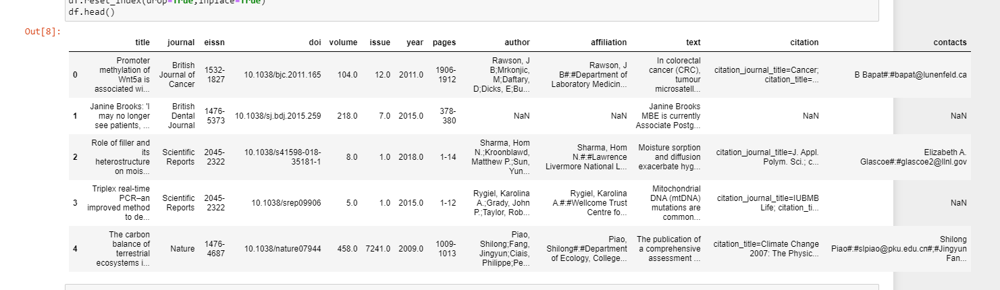 df.reset_index(drop=True,inplace=True)
df.head()
Out[8]:
title journal eissn doi volume issue year pages author affiliation text citation contacts
0
Promoter
methylation of
Wnt5a is
associated wi...
British
Journal of
Cancer
1532-
1827
10.1038/bjc.2011.165
104.0
12.0
2011.0
1906-
1912
Rawson, J
B;Mrkonjic,
M;Daftary,
D;Dicks, E;Bu...
Rawson, J
B#:#Department of
Laboratory Medicin...
In colorectal
cancer (CRC),
tumour
microsatell...
citation_journal_title=Cancer;
citation_title=...
B Bapat#:#bapat@lunenfeld.ca
1
Janine Brooks: 'I
may no longer
see patients, ...
British
Dental
Journal
1476-
5373
10.1038/sj.bdj.2015.259
218.0
7.0
2015.0
378-
380
NaN
NaN
Janine Brooks
MBE is currently
Associate Postg...
NaN
NaN
2
Role of filler and
its
heterostructure
on mois...
Scientific
Reports
2045-
2322
10.1038/s41598-018-
35181-1
8.0
1.0
2018.0
1-14
Sharma, Hom
N.;Kroonblawd,
Matthew P.;Sun,
Yun...
Sharma, Hom
N.#:#Lawrence
Livermore National L...
Moisture sorption
and diffusion
exacerbate hyg...
citation_journal_title=J. Appl.
Polym. Sci.; c...
Elizabeth A.
Glascoe#:#glascoe2@llnl.gov
3
Triplex real-time
PCR–an
improved method
to de...
Scientific
Reports
2045-
2322
10.1038/srep09906
5.0
1.0
2015.0
1-12
Rygiel, Karolina
A.;Grady, John
P.;Taylor, Rob...
Rygiel, Karolina
A.#:#Wellcome Trust
Centre fo...
Mitochondrial
DNA (mtDNA)
mutations are
common...
citation_journal_title=IUBMB
Life; citation_ti...
NaN
4
The carbon
balance of
terrestrial
ecosystems i...
Nature
1476-
4687
10.1038/nature07944
458.0
7241.0
2009.0
1009-
1013
Piao,
Shilong;Fang,
Jingyun;Ciais,
Philippe;Pe...
Piao,
Shilong#:#Department
of Ecology, College...
The publication of
a comprehensive
assessment ...
citation_title=Climate Change
2007: The Physic...
Shilong
Piao#:#slpiao@pku.edu.cn#;#Jingyun
Fan...